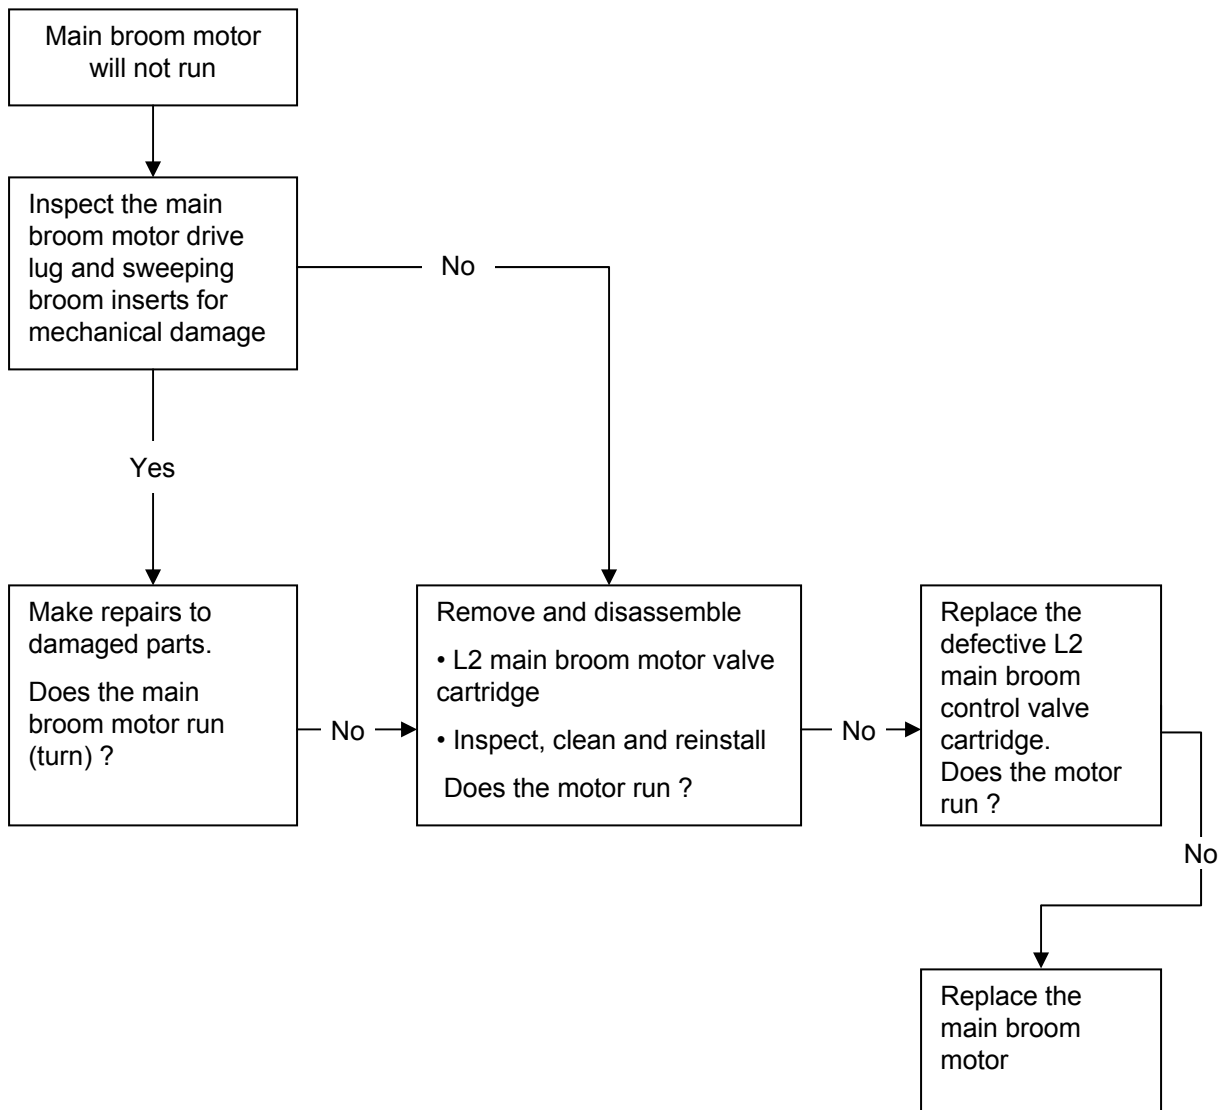 Main broom motor
will not run
Inspect the main
broom motor drive
lug and sweeping
broom inserts for
mechanical damage
No
Yes
Make repairs to
damaged parts.
Does the main
broom motor run
(turn) ?
No
Remove and disassemble
• L2 main broom motor valve
cartridge
• Inspect, clean and reinstall
Does the motor run ?
No
Replace the
defective L2
main broom
control valve
cartridge.
Does the motor
run ?
No
Replace the
main broom
motor